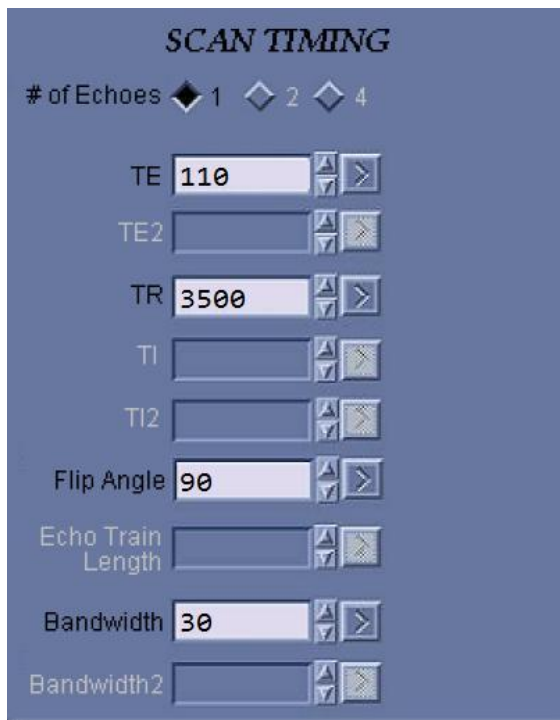 SCAN TIMING
# of Echoes 1 2 4
TE 110
TE2
TR 3500
TI
TI2
Flip Angle 90
Echo Train
Length
Bandwidth 30
Bandwidth2